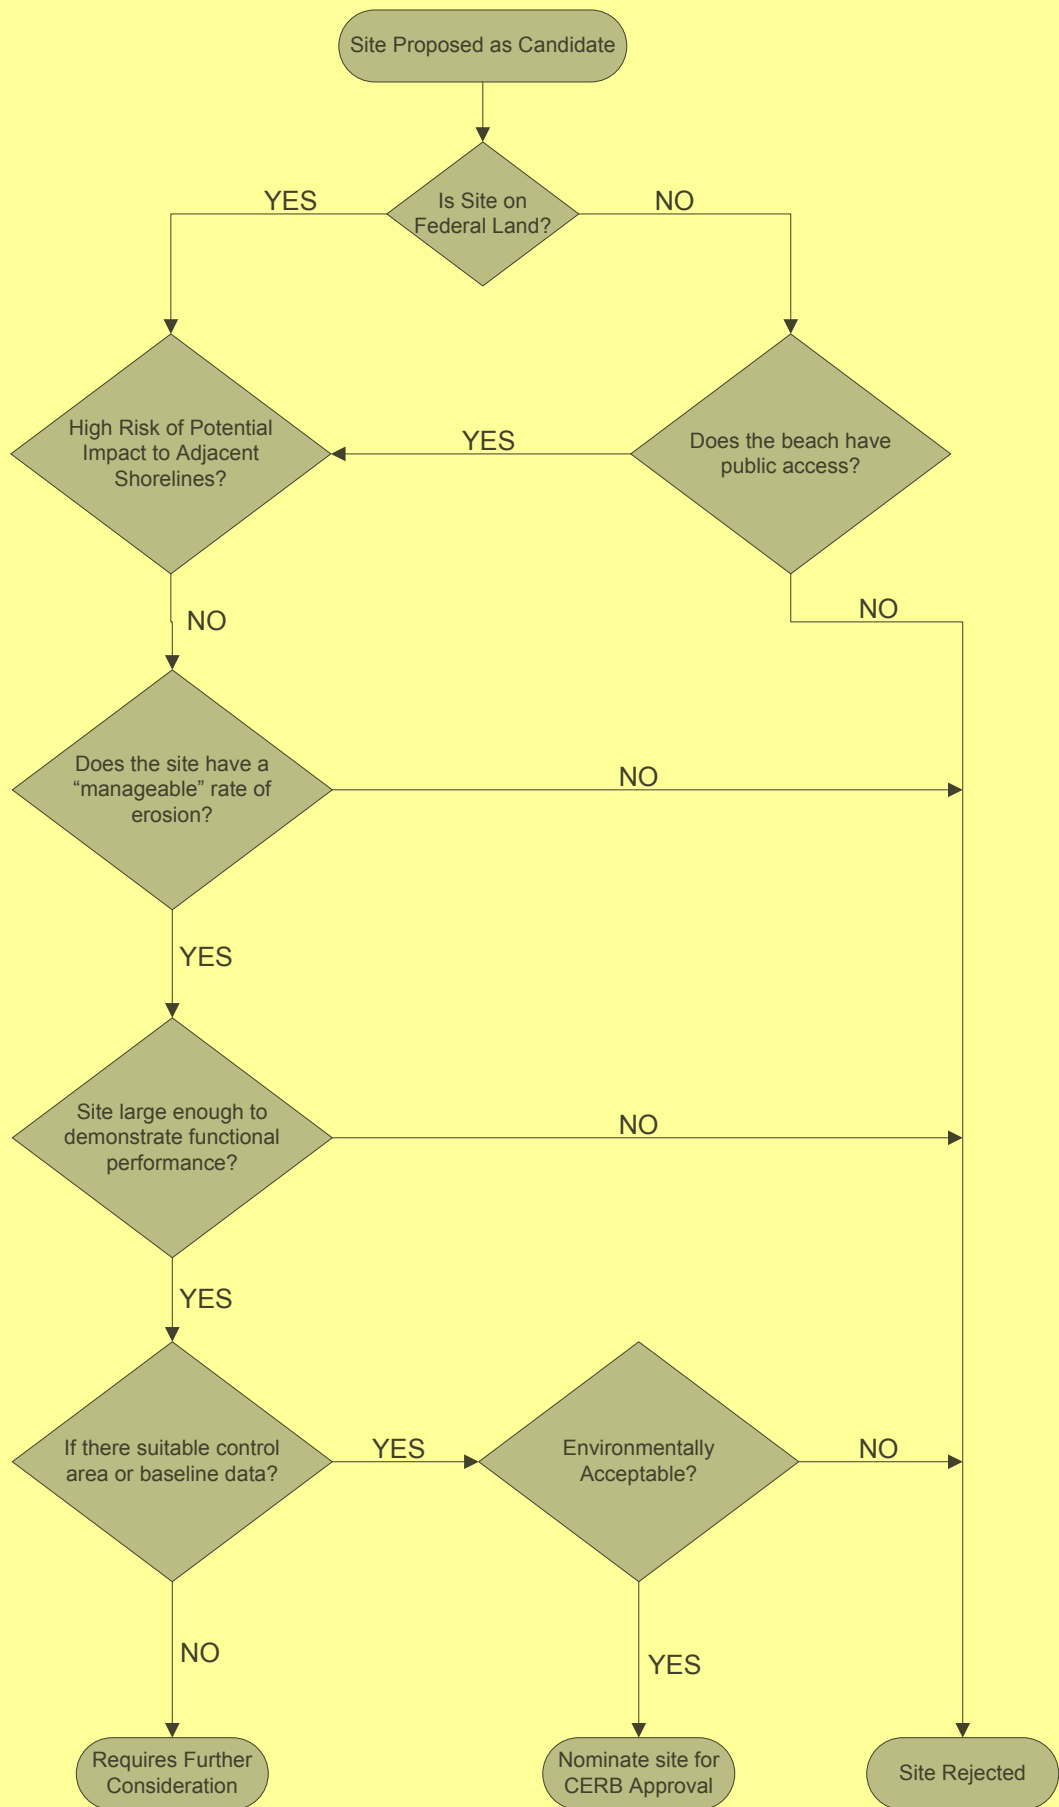 Site Proposed as Candidate
Is Site on
Federal Land?
YES
NO
High Risk of Potential
Impact to Adjacent
Shorelines?
YES
Does the beach have
public access?
NO
NO
Does the site have a
“manageable” rate of
erosion?
NO
YES
Site large enough to
demonstrate functional
performance?
NO
YES
If there suitable control
area or baseline data?
YES
Environmentally
Acceptable?
NO
NO
YES
Requires Further
Consideration
Nominate site for
CERB Approval
Site Rejected